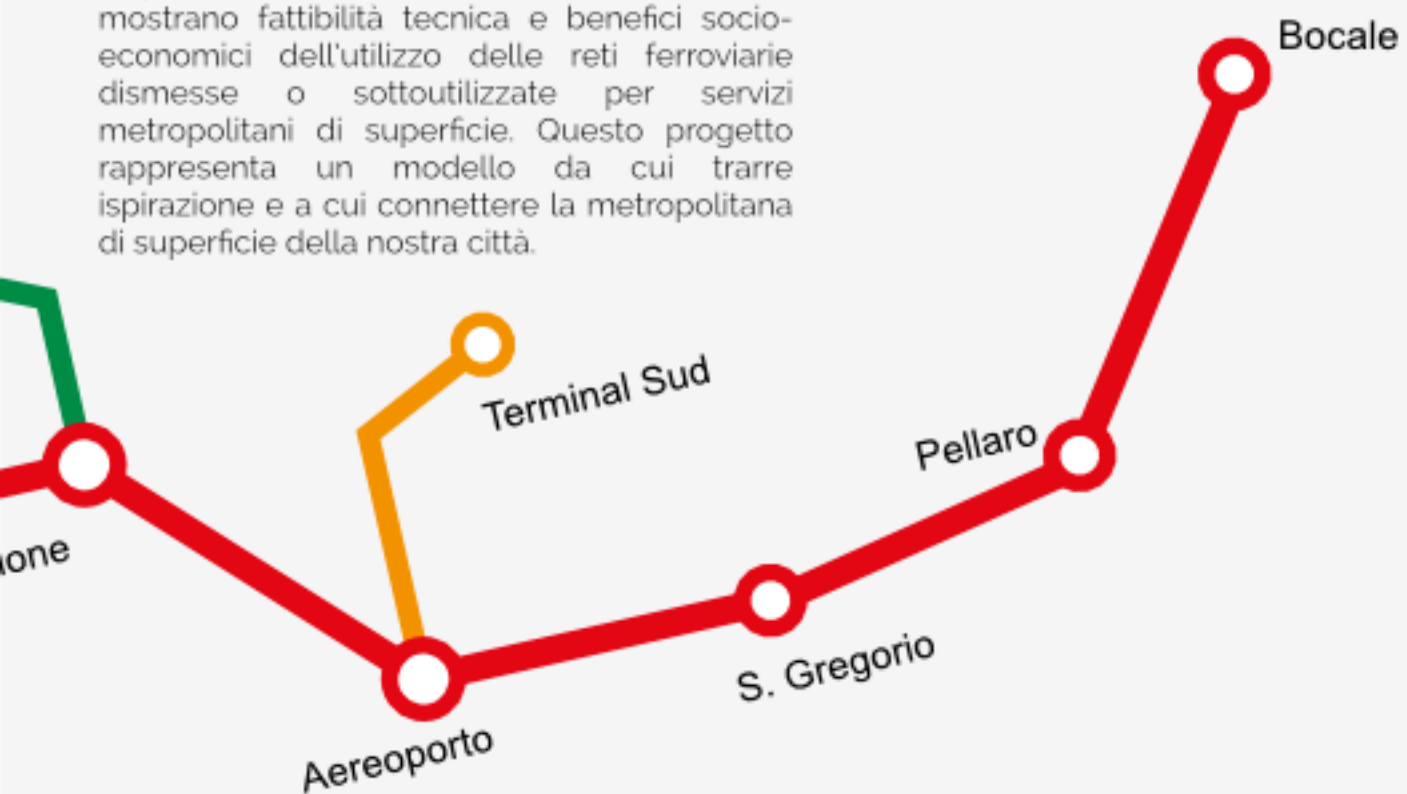 mostrano fattibilità tecnica e benefici socio-
economici dell'utilizzo delle reti ferroviarie
dismesse o sottoutilizzate per servizi
metropolitani di superficie. Questo progetto
rappresenta un modello da cui trarre
ispirazione e a cui connettere la metropolitana
di superficie della nostra città.
Bocale
Terminal Sud
Pellaro
S. Gregorio
Aereoporto